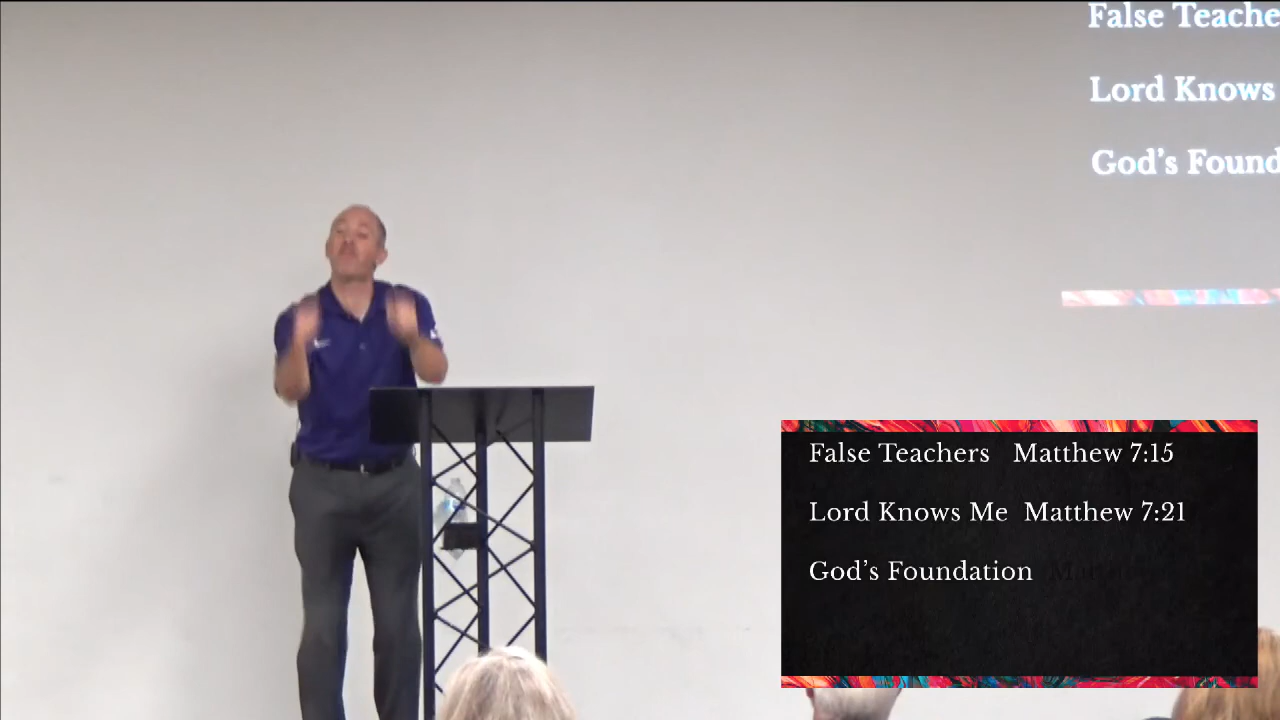 False Teache
Lord Knows
God's Found
False Teachers Matthew 7:15
Lord Knows Me Matthew 7:21
God's Foundation